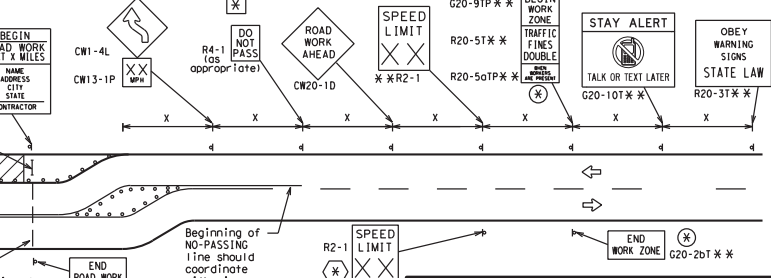 BEGIN
T X MILES
NAME
ADDRESS
CITY
STATE
CONTRACTOR
CW1-4L
CW13-1P
XX
MPH
*
R4-1
(as
appropriate)
DO
NOT
PASS
ROAD
WORK
AHEAD
CW20-1D
SPEED
LIMIT
XX
**R2-1
G20-9TP**
R20-5T**
R20-5aTP**
BEGIN
WORK
ZONE
TRAFFIC
FINES
DOUBLE
WHEN
WORKERS
ARE PRESENT
*
STAY ALERT
TALK OR TEXT LATER
G20-10T**
OBEY
WARNING
SIGNS
STATE LAW
R20-3T**
X
X
X
X
X
X
X
Beginning of
NO-PASSING
line should
coordinate
R2-1
SPEED
LIMIT
XX
*
END
WORK ZONE
*
G20-2bT**
END
ROAD WORK